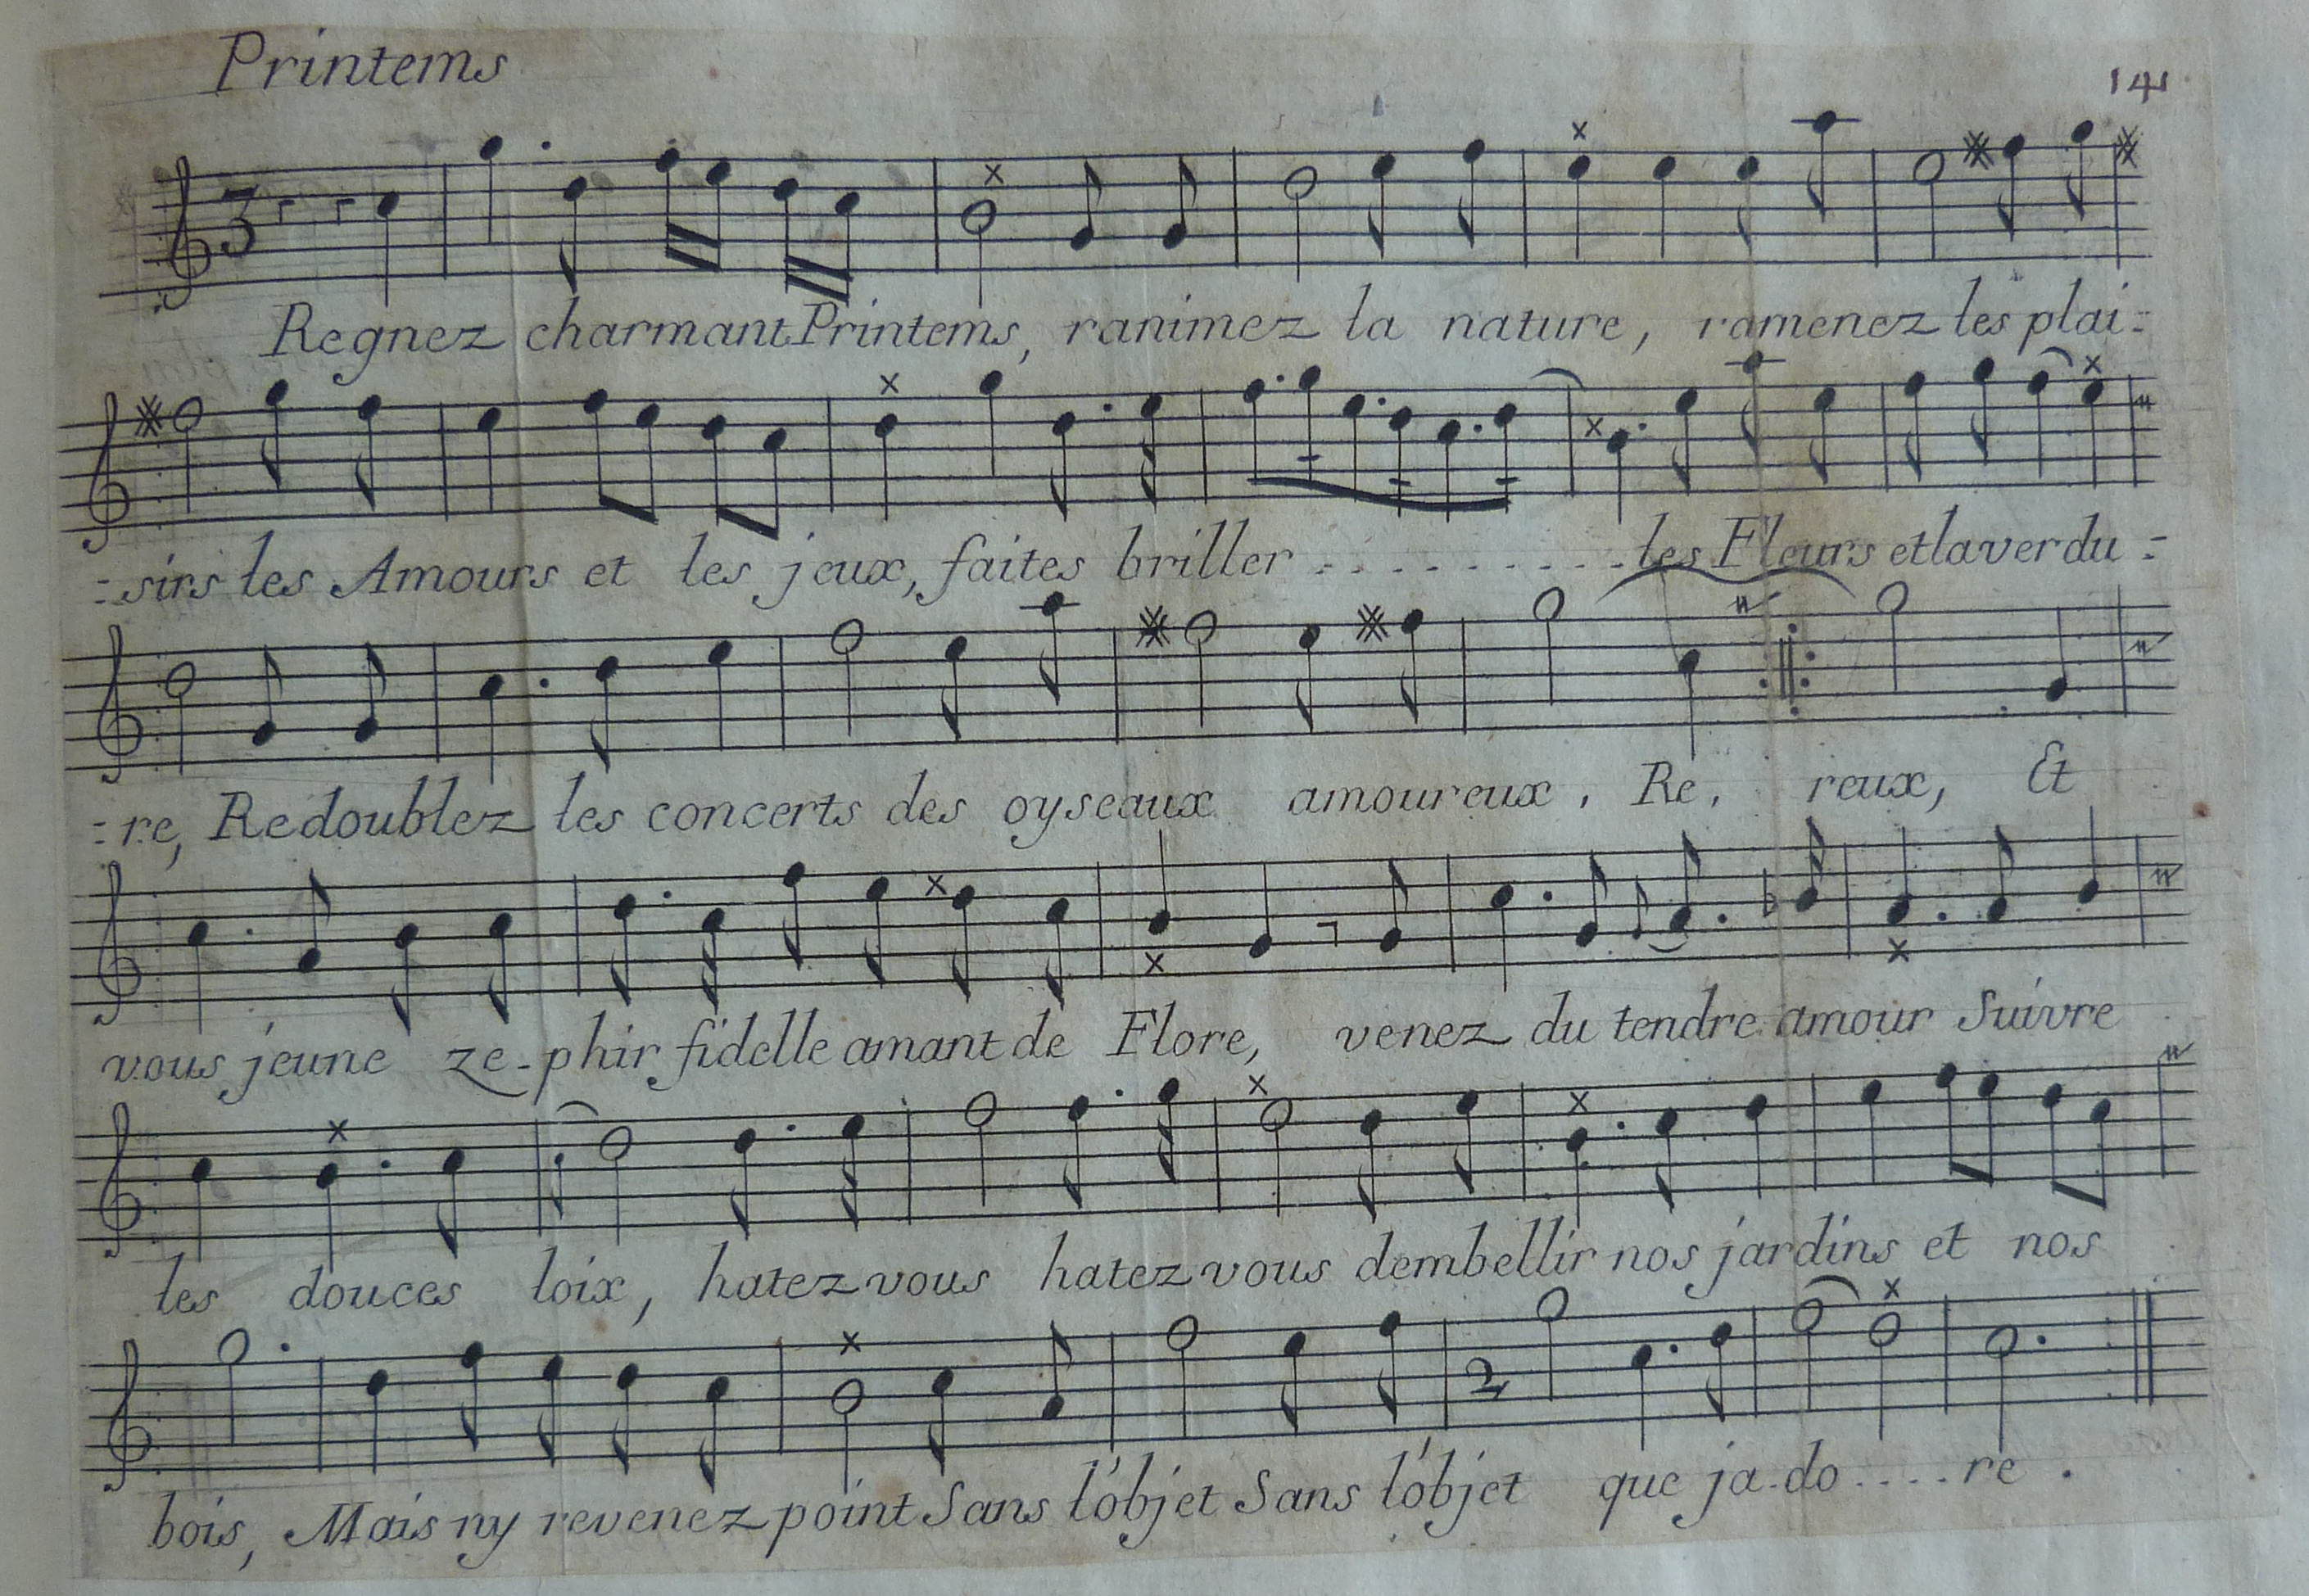 Printems
141
3
Regnez charmant Printems, ranimez la nature, ramenez les plai=
=sirs les Amours et les jeux, faites briller .......... les Fleurs et la verdu=
=re, Redoublez les concerts des oyseaux amoureux. Re, reux, Et
vous jeune ze-phir fidelle amant de Flore, venez du tendre amour Suivre
les douces loix, hatez vous hatez vous dembellir nos jardins et nos
2
bois, Mais ny revenez point Sans l'objet Sans l'objet que ja-do....re.